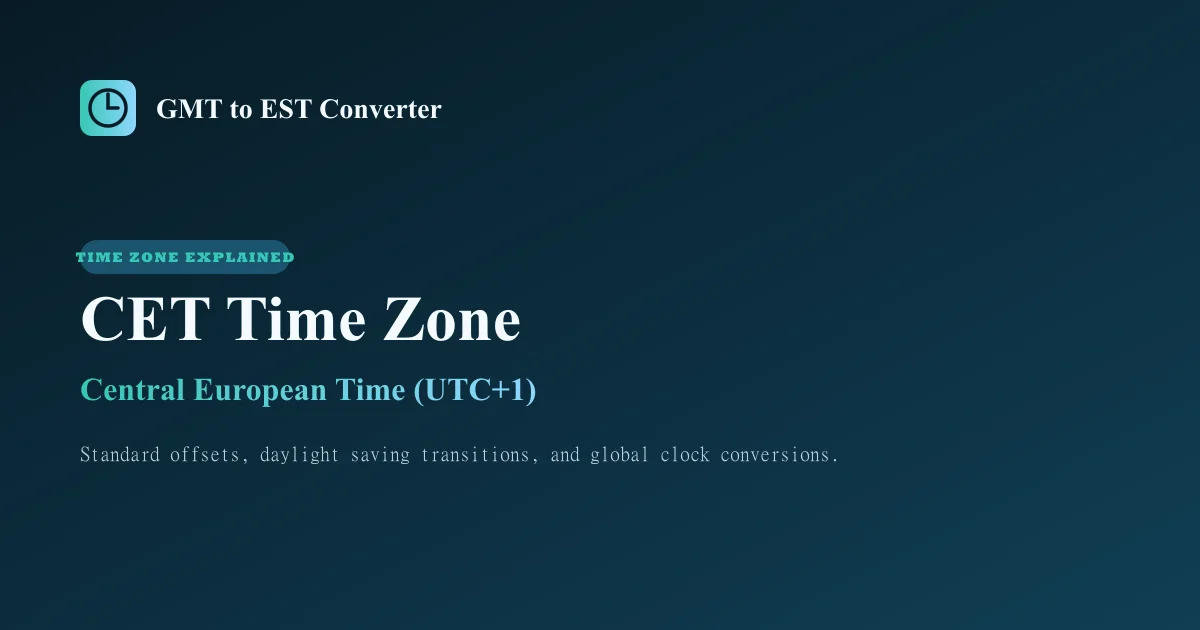 GMT to EST Converter
TIME ZONE EXPLAINED
CET Time Zone
Central European Time (UTC+1)
Standard offsets, daylight saving transitions, and global clock conversions.